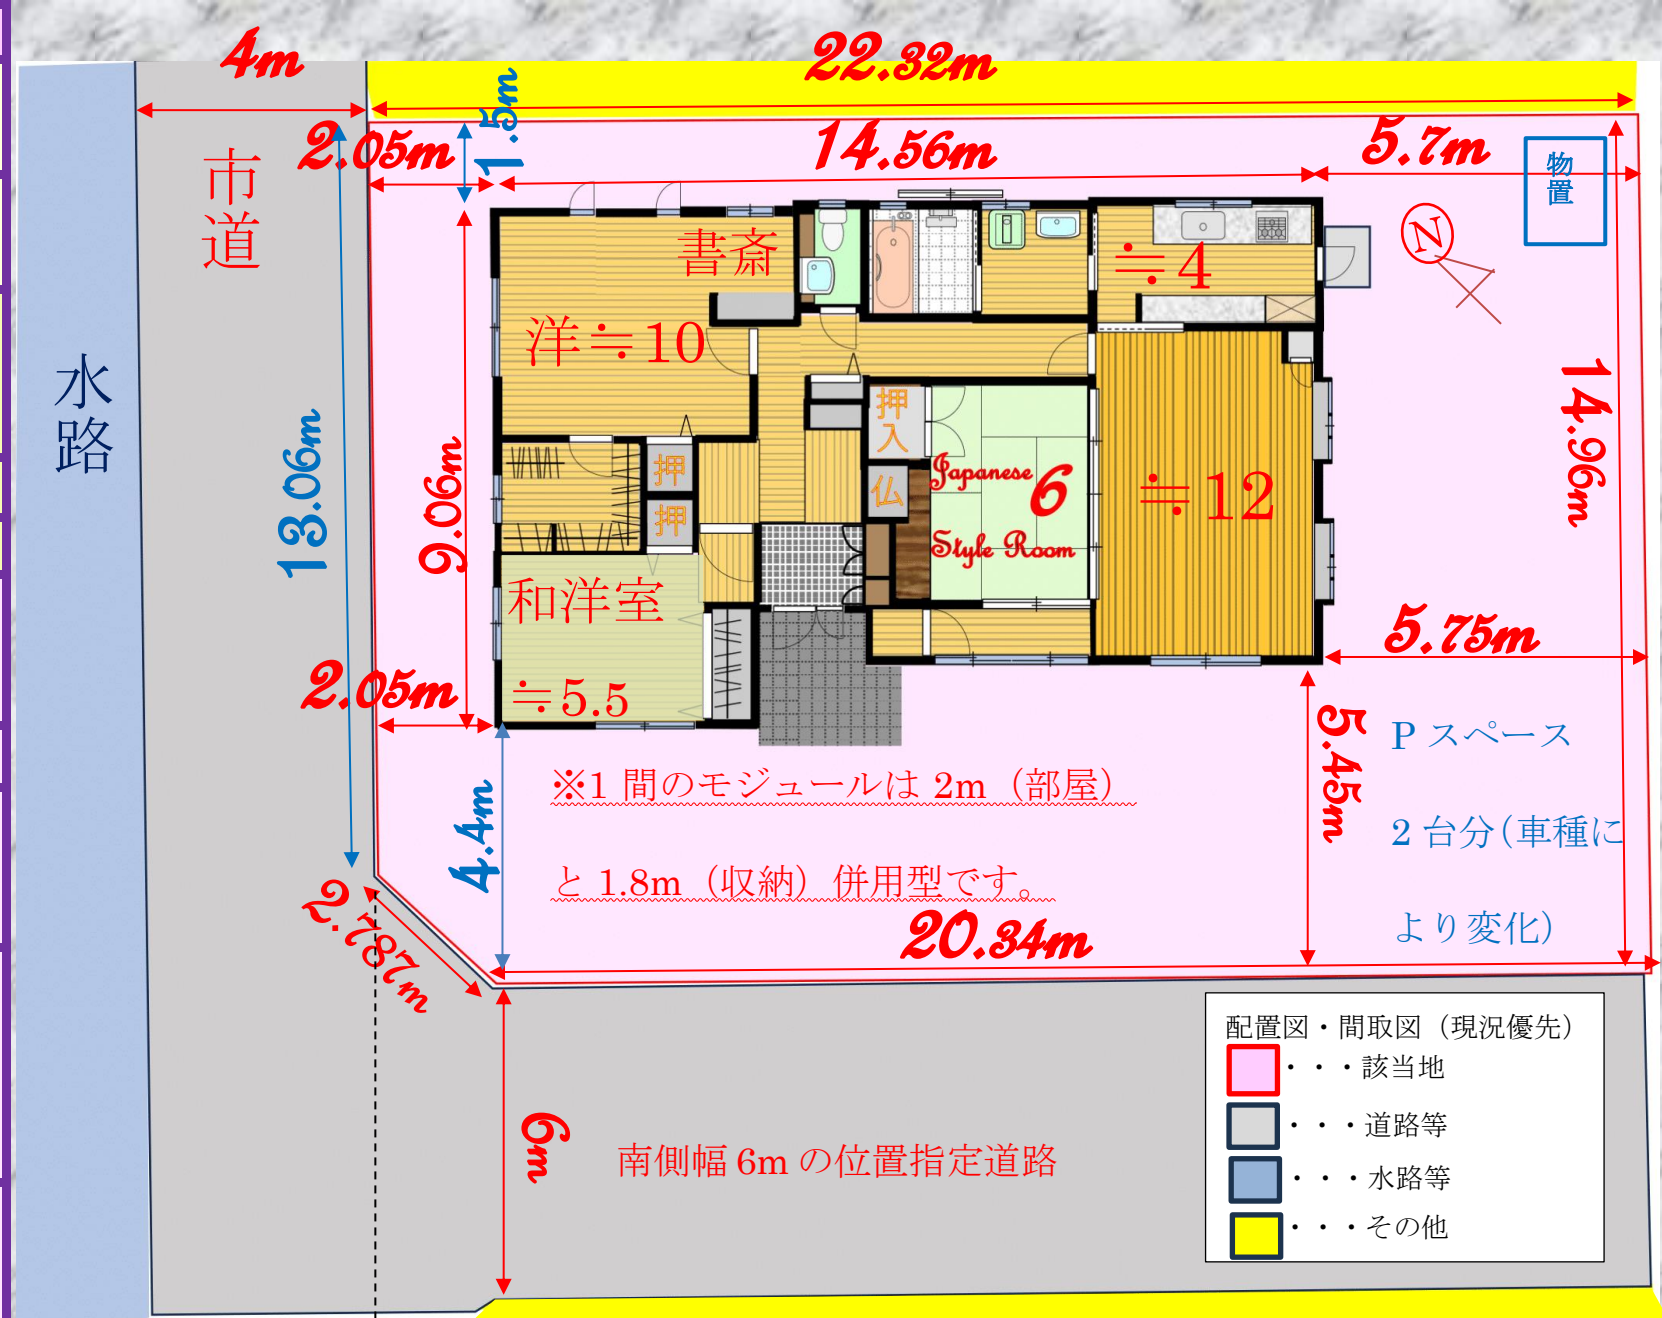 4m
22.32m
1.5m
2.05m
14.56m
5.7m
市道
物置
N
書斎
≒4
洋≒10
水路
14.96m
13.06m
9.06m
押入
押
仏
押
Japanese
6
Style Room
≒12
和洋室
≒5.5
5.75m
2.05m
5.45m
Pスペース
2台分(車種に
より変化)
4.4m
※1間のモジュールは2m(部屋)
と1.8m(収納)併用型です。
20.34m
2.787m
6m
南側幅6mの位置指定道路
配置図・間取図(現況優先)
・・・該当地
・・・道路等
・・・水路等
・・・その他